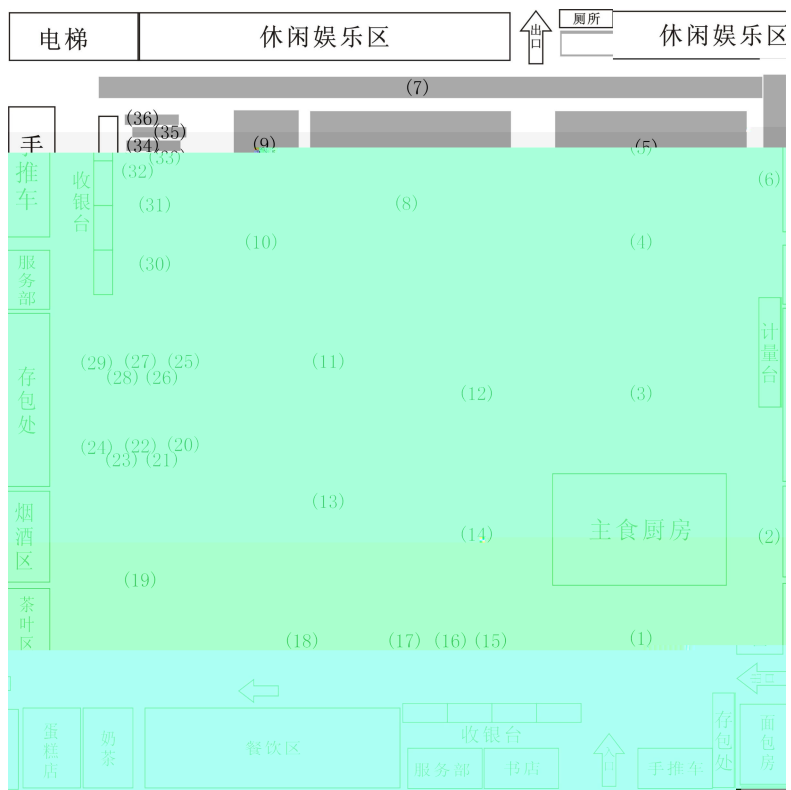 电梯
休闲娱乐区
出口
厕所
休闲娱乐区
(7)
(36)
(35)
(34)
(33)
(32)
(31)
(30)
(9)
(5)
(6)
(8)
(10)
(4)
手推车
收银台
服务部
计量台
(29)
(27)
(25)
(28)
(26)
(11)
(12)
(3)
存包处
(24)
(22)
(20)
(23)
(21)
(13)
(14)
主食厨房
(2)
烟酒区
(19)
茶叶区
(18)
(17)
(16)
(15)
(1)
蛋糕店
奶茶
餐饮区
收银台
服务部
书店
手推车
存包处
面包房